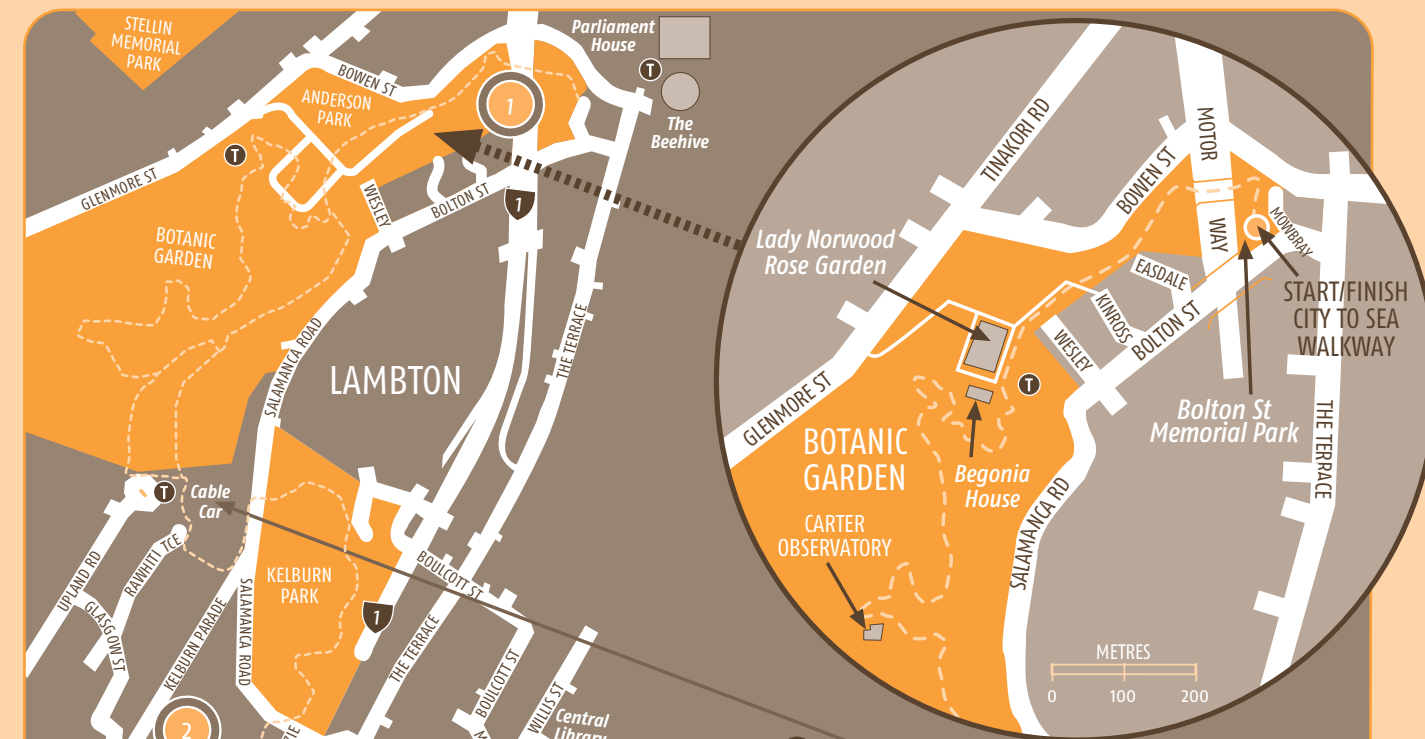 STELLIN
MEMORIAL
PARK
BOWEN ST
ANDERSON
PARK
1
Parliament
House
T
The
Beehive
T
GLENMORE ST
WESLEY
BOLTON ST
1
BOTANIC
GARDEN
SALAMANCA ROAD
LAMBTON
THE TERRACE
T
Cable
Car
UPLAND RD
RAWHITI TCE
GLASGOW ST
KELBURN PARADE
SALAMANCA ROAD
KELBURN
PARK
1
BOULCOTT ST
THE TERRACE
BOULCOTT ST
WILLIS ST
Central
Library
2
TINAKORI RD
MOTOR
WAY
BOWEN ST
Lady Norwood
Rose Garden
MOWBRAY
EASDALE
KINROSS
BOLTON ST
WESLEY
START/FINISH
CITY TO SEA
WALKWAY
T
GLENMORE ST
Bolton St
Memorial Park
THE TERRACE
BOTANIC
GARDEN
Begonia
House
SALAMANCA RD
CARTER
OBSERVATORY
METRES
0 100 200